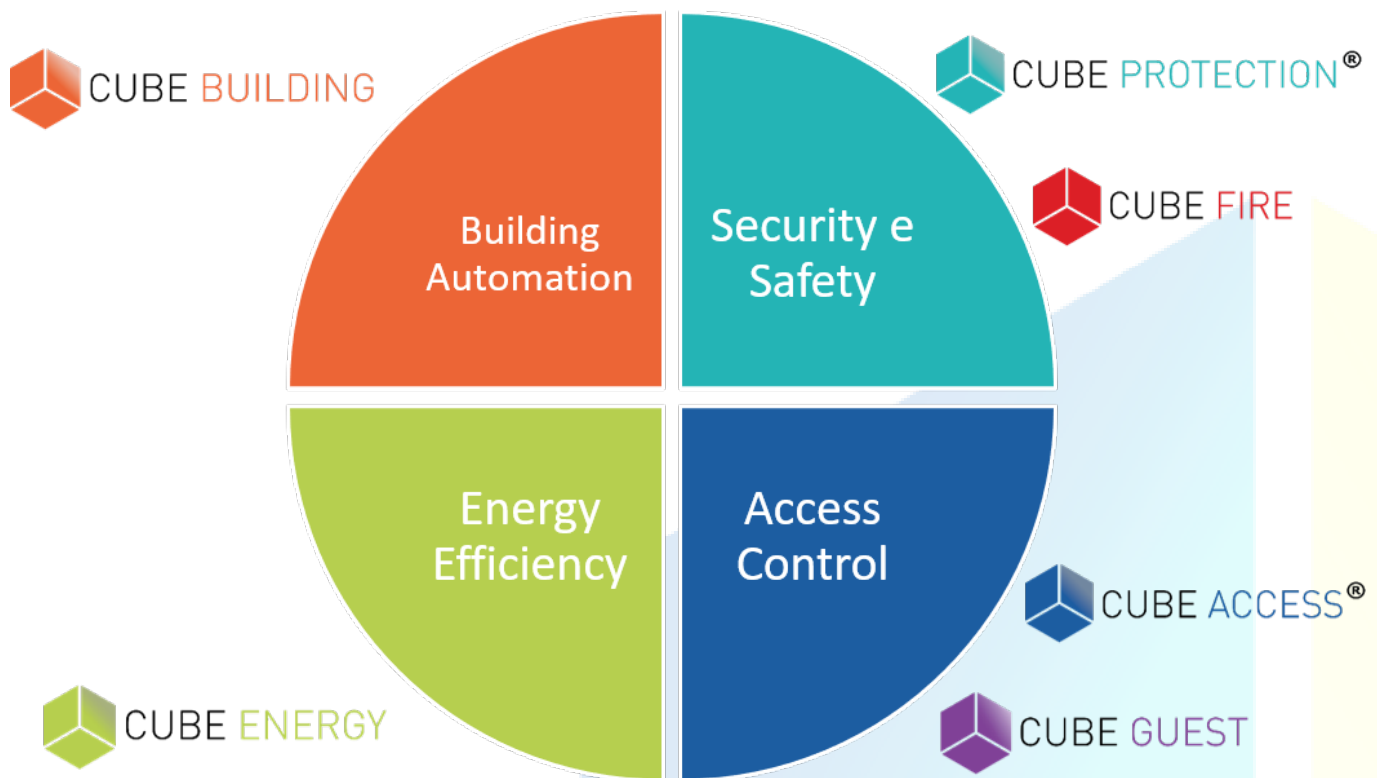 CUBE BUILDING
CUBE PROTECTION®
CUBE FIRE
Building
Automation
Security e
Safety
Energy
Efficiency
Access
Control
CUBE ACCESS®
CUBE ENERGY
CUBE GUEST